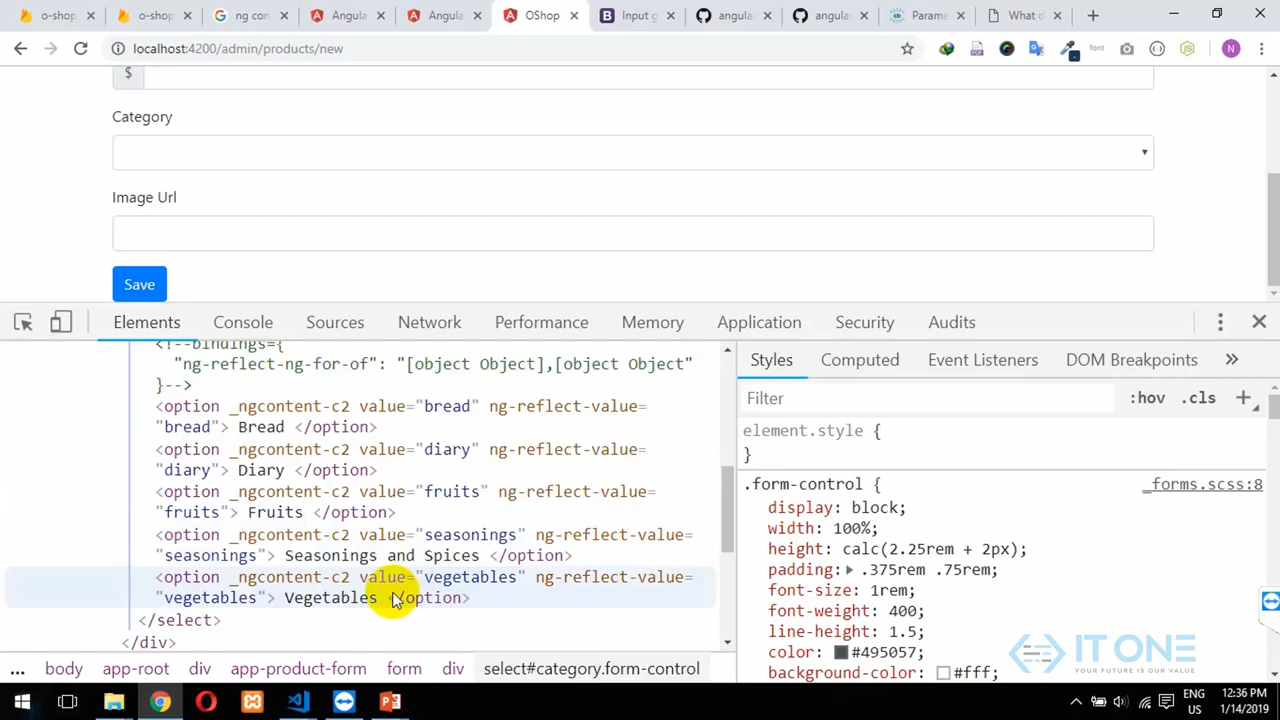 o-shop
o-shop
ng con
Angula
Angula
OShop
Input g
angula
angula
Parame
What c
localhost:4200/admin/products/new
font
N
$
Category
Image Url
Save
Elements
Console
Sources
Network
Performance
Memory
Application
Security
Audits
<!--bindings={
"ng-reflect-ng-for-of": "[object Object],[object Object"
}-->
<option _ngcontent-c2 value="bread" ng-reflect-value=
"bread"> Bread </option>
<option _ngcontent-c2 value="diary" ng-reflect-value=
"diary"> Diary </option>
<option _ngcontent-c2 value="fruits" ng-reflect-value=
"fruits"> Fruits </option>
<option _ngcontent-c2 value="seasonings" ng-reflect-value=
"seasonings"> Seasonings and Spices </option>
<option _ngcontent-c2 value="vegetables" ng-reflect-value=
"vegetables"> Vegetables </option>
</select>
</div>
... body app-root div app-product-form form div select#category.form-control
Styles
Computed
Event Listeners
DOM Breakpoints
»
Filter
:hov .cls +
element.style {
}
.form-control { _forms.scss:8
display: block;
width: 100%;
height: calc(2.25rem + 2px);
padding: .375rem .75rem;
font-size: 1rem;
font-weight: 400;
line-height: 1.5;
color: #495057;
background-color: #fff;
IT ONE
YOUR FUTURE IS OUR VALUE
ENG
US
12:36 PM
1/14/2019